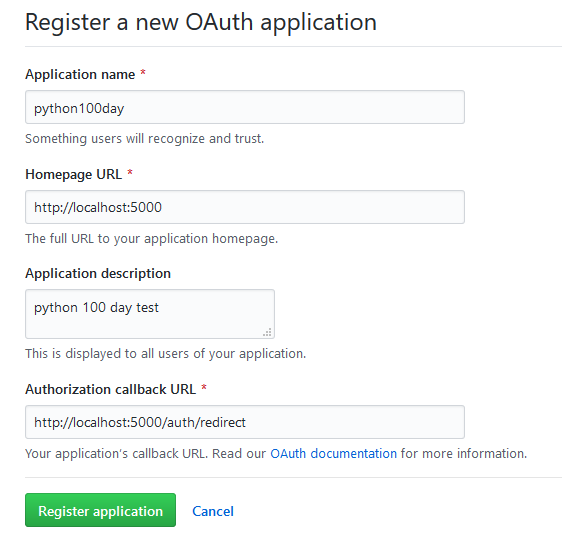 Register a new OAuth application
Application name *
python100day
Something users will recognize and trust.
Homepage URL *
http://localhost:5000
The full URL to your application homepage.
Application description
python 100 day test
This is displayed to all users of your application.
Authorization callback URL *
http://localhost:5000/auth/redirect
Your application's callback URL. Read our OAuth documentation for more information.
Register application Cancel